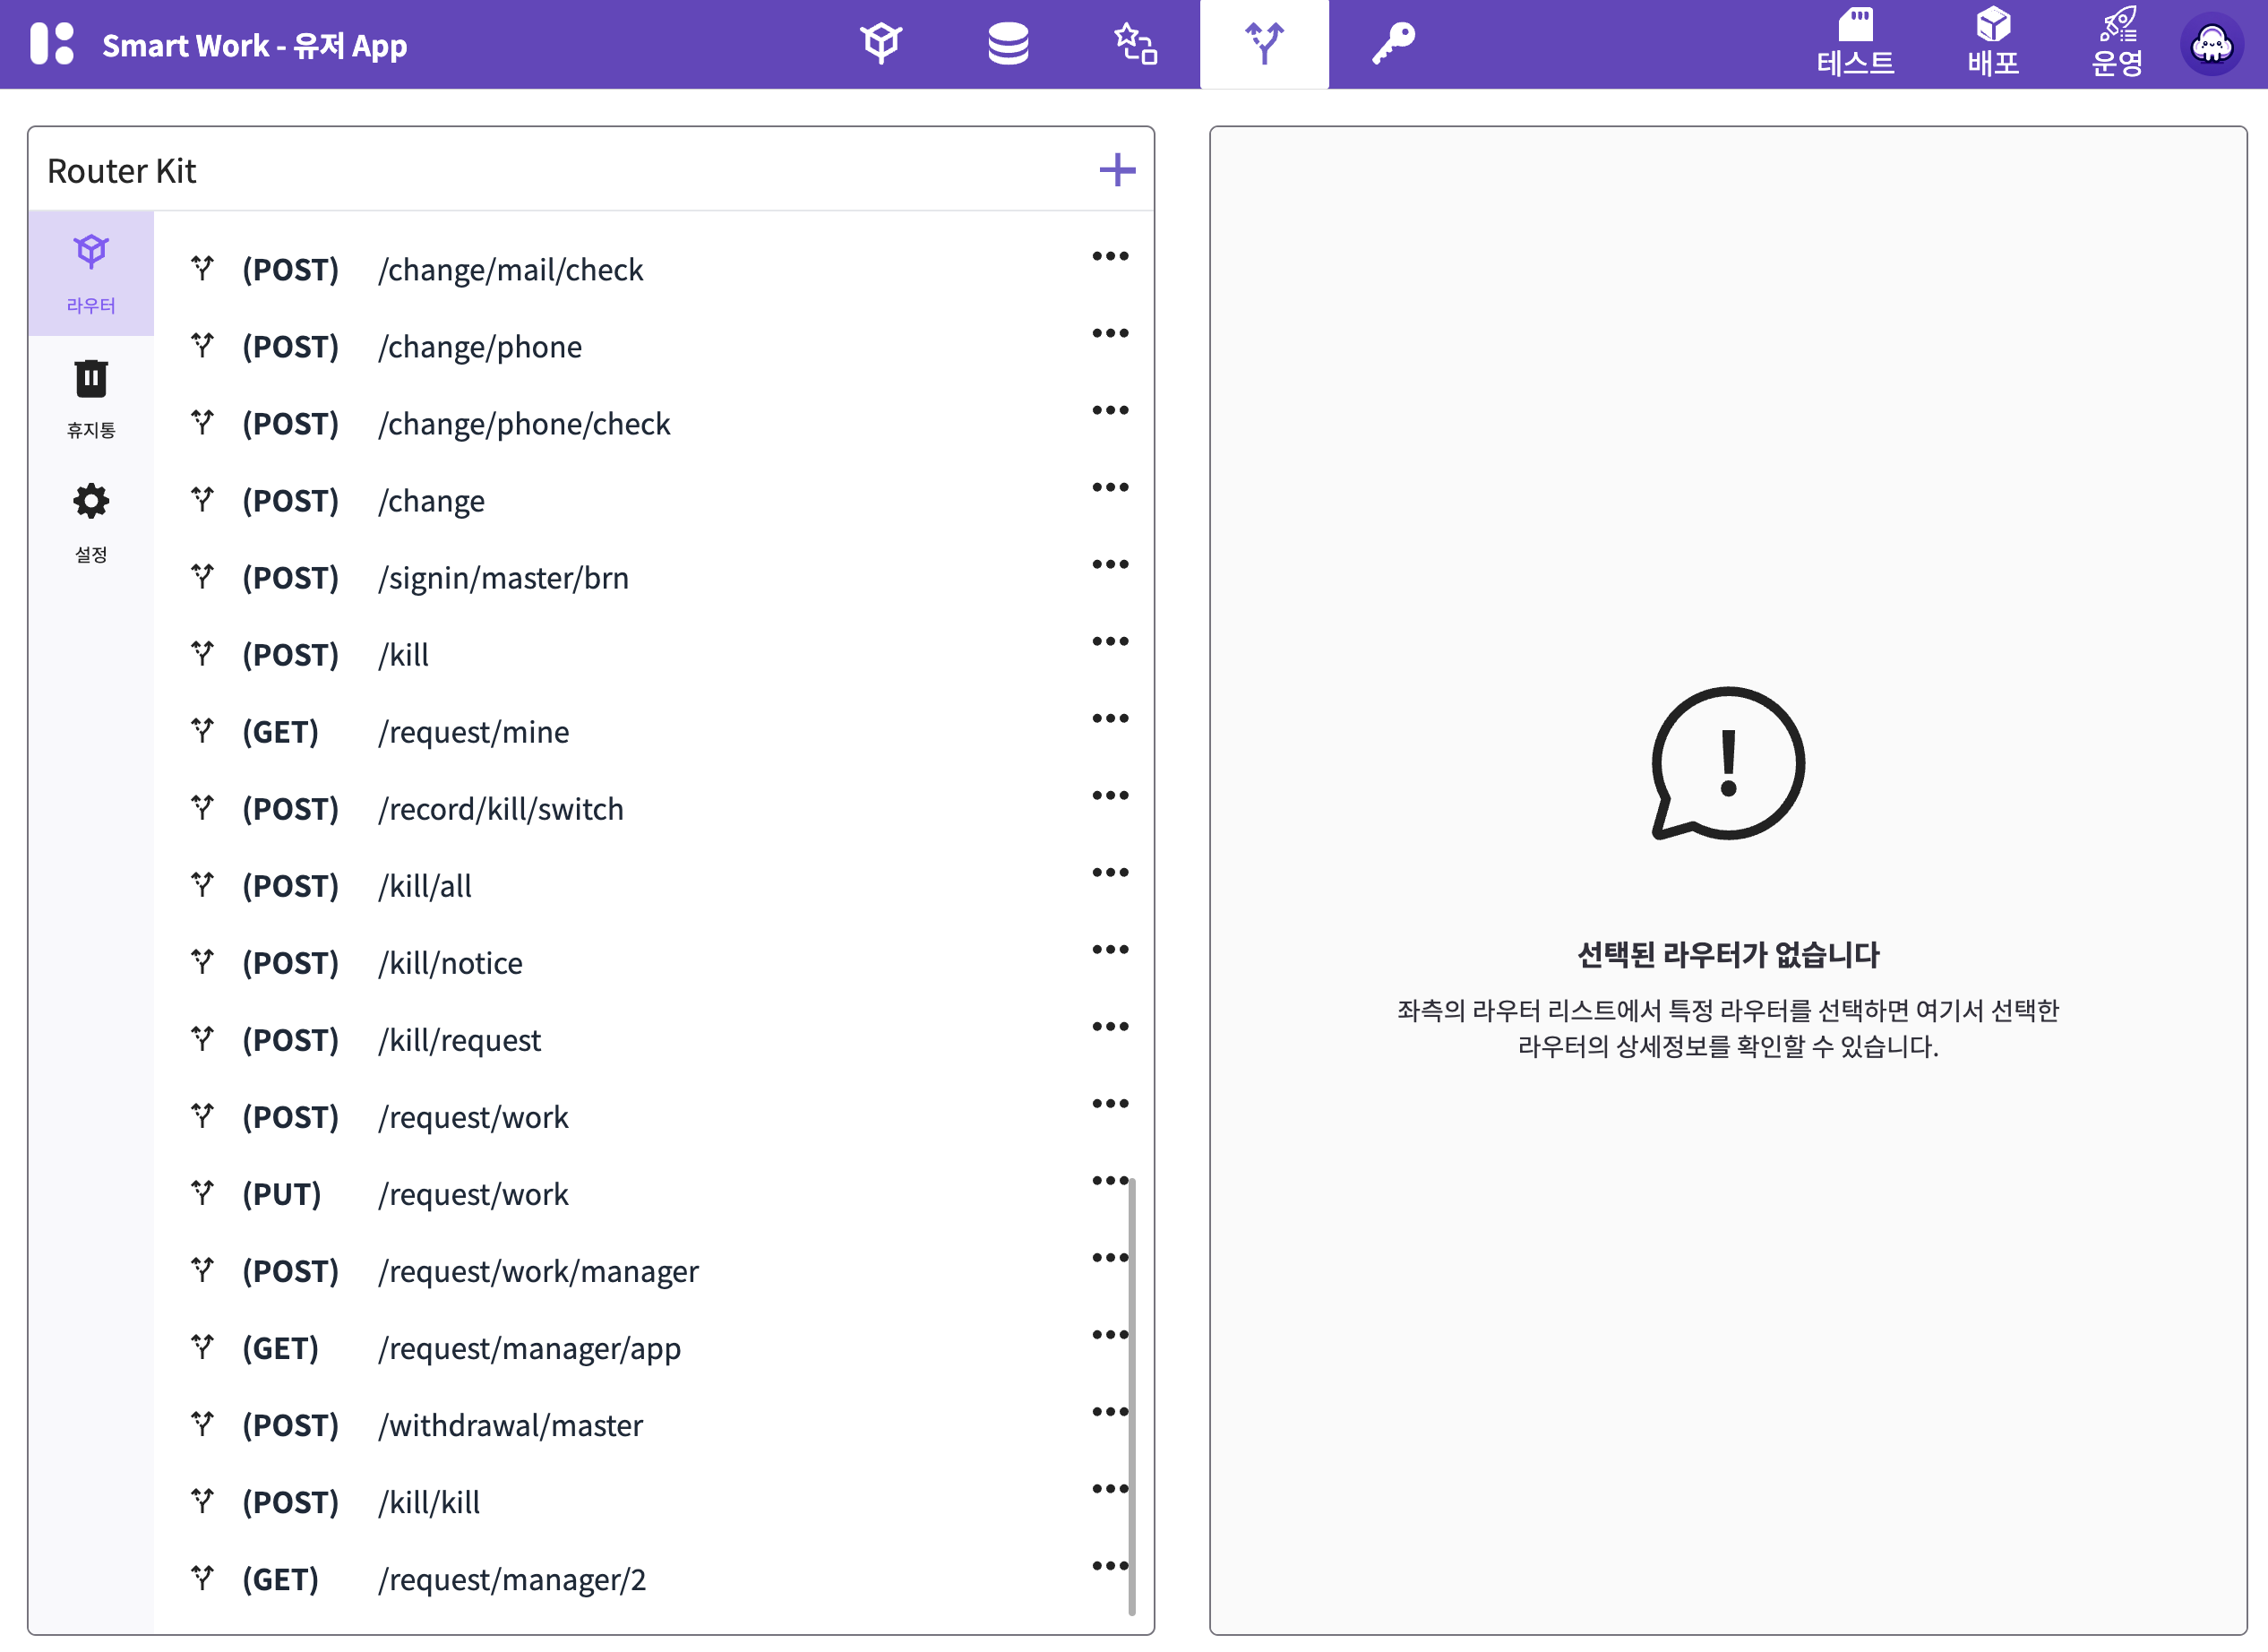 Smart Work - 유저 App
테스트
배포
운영
Router Kit
라우터
휴지통
설정
(POST) /change/mail/check
(POST) /change/phone
(POST) /change/phone/check
(POST) /change
(POST) /signin/master/brn
(POST) /kill
(GET) /request/mine
(POST) /record/kill/switch
(POST) /kill/all
(POST) /kill/notice
(POST) /kill/request
(POST) /request/work
(PUT) /request/work
(POST) /request/work/manager
(GET) /request/manager/app
(POST) /withdrawal/master
(POST) /kill/kill
(GET) /request/manager/2
선택된 라우터가 없습니다
좌측의 라우터 리스트에서 특정 라우터를 선택하면 여기서 선택한
라우터의 상세정보를 확인할 수 있습니다.